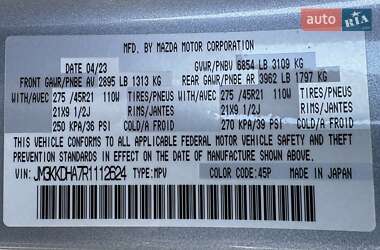 auto RIA
MFD. BY MAZDA MOTOR CORPORATION
DATE 04/23 GVWR/PNBV 6854 LB 3109 KG
FRONT GAWR/PNBE AV 2895 LB 1313 KG REAR GAWR/PNBE AR 3962 LB 1797 KG
WITH/AVEC 275 /45R21 110W TIRES/PNEUS WITH/AVEC 275 /45R21 110W TIRES/PNEUS
21X9 1/2J RIMS/JANTES 21X9 1/2J RIMS/JANTES
250 KPA/36 PSI COLD/A FROID 270 KPA/39 PSI COLD/A FROID
THIS VEHICLE CONFORMS TO ALL APPLICABLE FEDERAL MOTOR VEHICLE SAFETY AND THEFT
PREVENTION STANDARDS IN EFFECT ON THE DATE OF MANUFACTURE SHOWN ABOVE.
VIN: JM3KKDHA7R1112624 TYPE:MPV COLOR CODE:45P MADE IN JAPAN